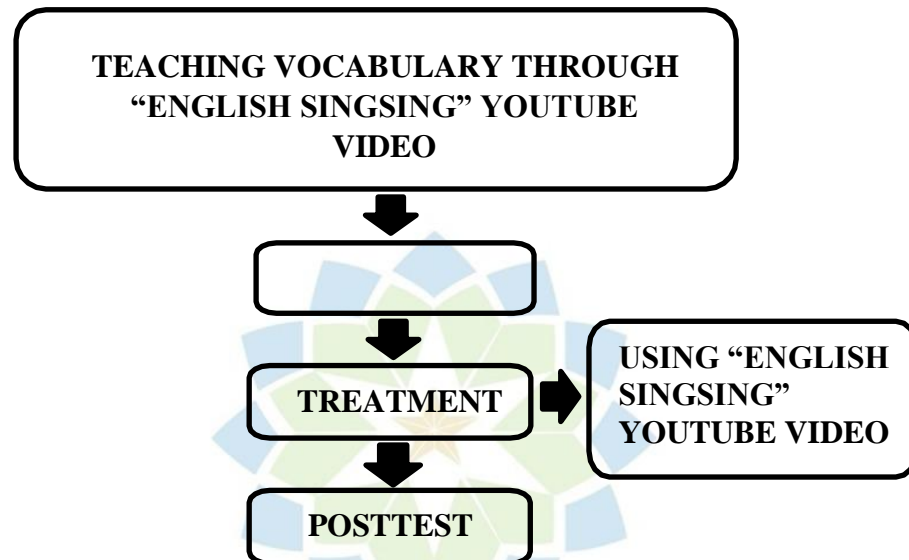 TEACHING VOCABULARY THROUGH
“ENGLISH SINGSING” YOUTUBE
VIDEO
TREATMENT
USING “ENGLISH
SINGSING”
YOUTUBE VIDEO
POSTTEST